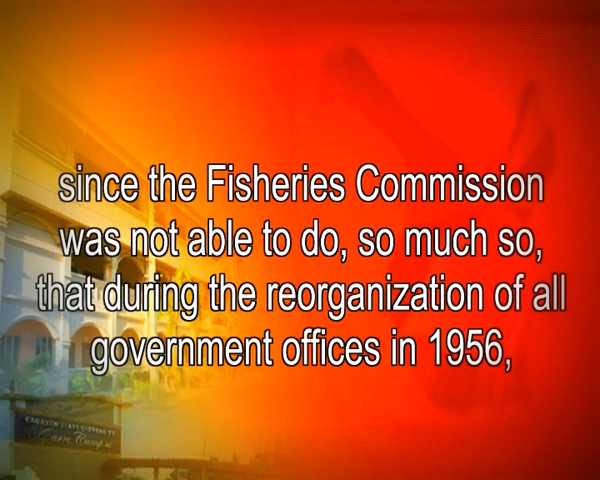 since the Fisheries Commission
was not able to do, so much so,
that during the reorganization of all
government offices in 1956,